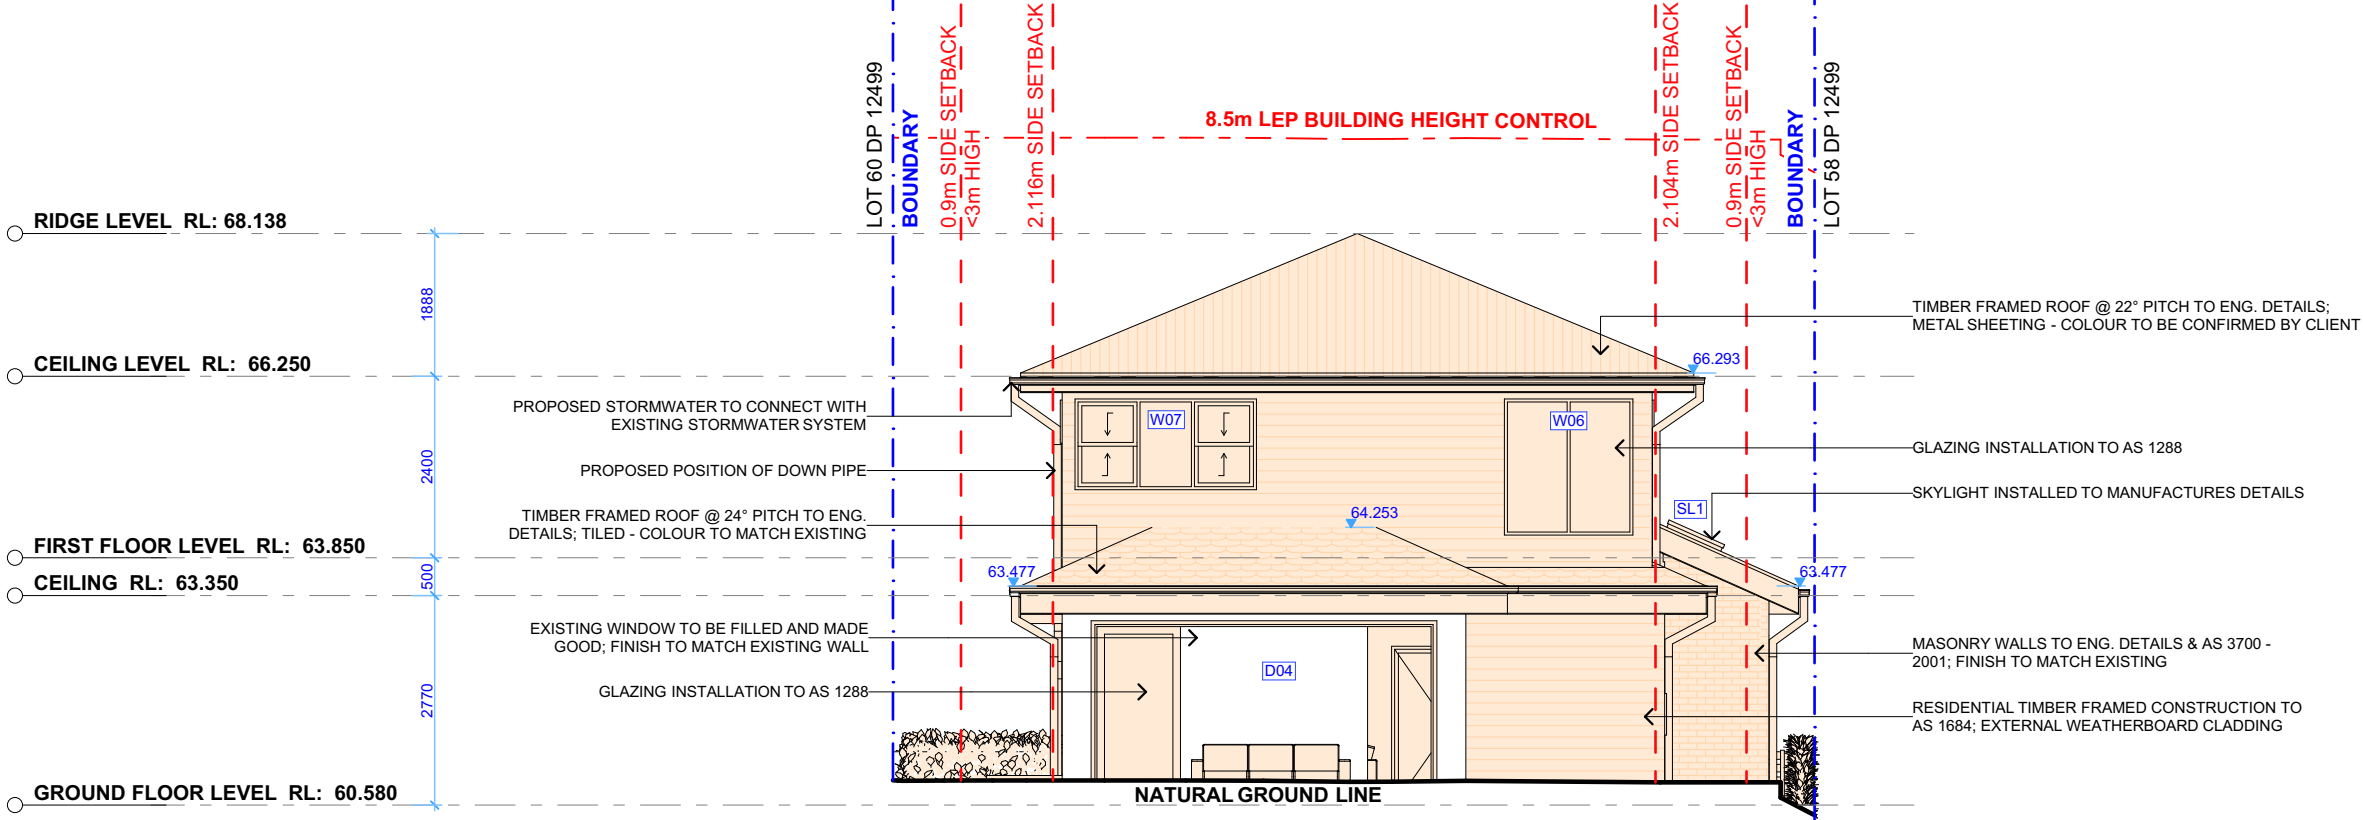 LOT 60 DP 12499
BOUNDARY
0.9m SIDE SETBACK
<3m HIGH
2.116m SIDE SETBACK
8.5m LEP BUILDING HEIGHT CONTROL
2.104m SIDE SETBACK
0.9m SIDE SETBACK
<3m HIGH
BOUNDARY
LOT 58 DP 12499
RIDGE LEVEL RL: 68.138
1888
CEILING LEVEL RL: 66.250
2400
FIRST FLOOR LEVEL RL: 63.850
500
CEILING RL: 63.350
2770
GROUND FLOOR LEVEL RL: 60.580
PROPOSED STORMWATER TO CONNECT WITH
EXISTING STORMWATER SYSTEM
PROPOSED POSITION OF DOWN PIPE
TIMBER FRAMED ROOF @ 24° PITCH TO ENG.
DETAILS; TILED - COLOUR TO MATCH EXISTING
63.477
EXISTING WINDOW TO BE FILLED AND MADE
GOOD; FINISH TO MATCH EXISTING WALL
GLAZING INSTALLATION TO AS 1288
W07
W06
64.253
D04
66.293
SL1
63.477
NATURAL GROUND LINE
TIMBER FRAMED ROOF @ 22° PITCH TO ENG. DETAILS;
METAL SHEETING - COLOUR TO BE CONFIRMED BY CLIENT
GLAZING INSTALLATION TO AS 1288
SKYLIGHT INSTALLED TO MANUFACTURES DETAILS
MASONRY WALLS TO ENG. DETAILS & AS 3700 -
2001; FINISH TO MATCH EXISTING
RESIDENTIAL TIMBER FRAMED CONSTRUCTION TO
AS 1684; EXTERNAL WEATHERBOARD CLADDING